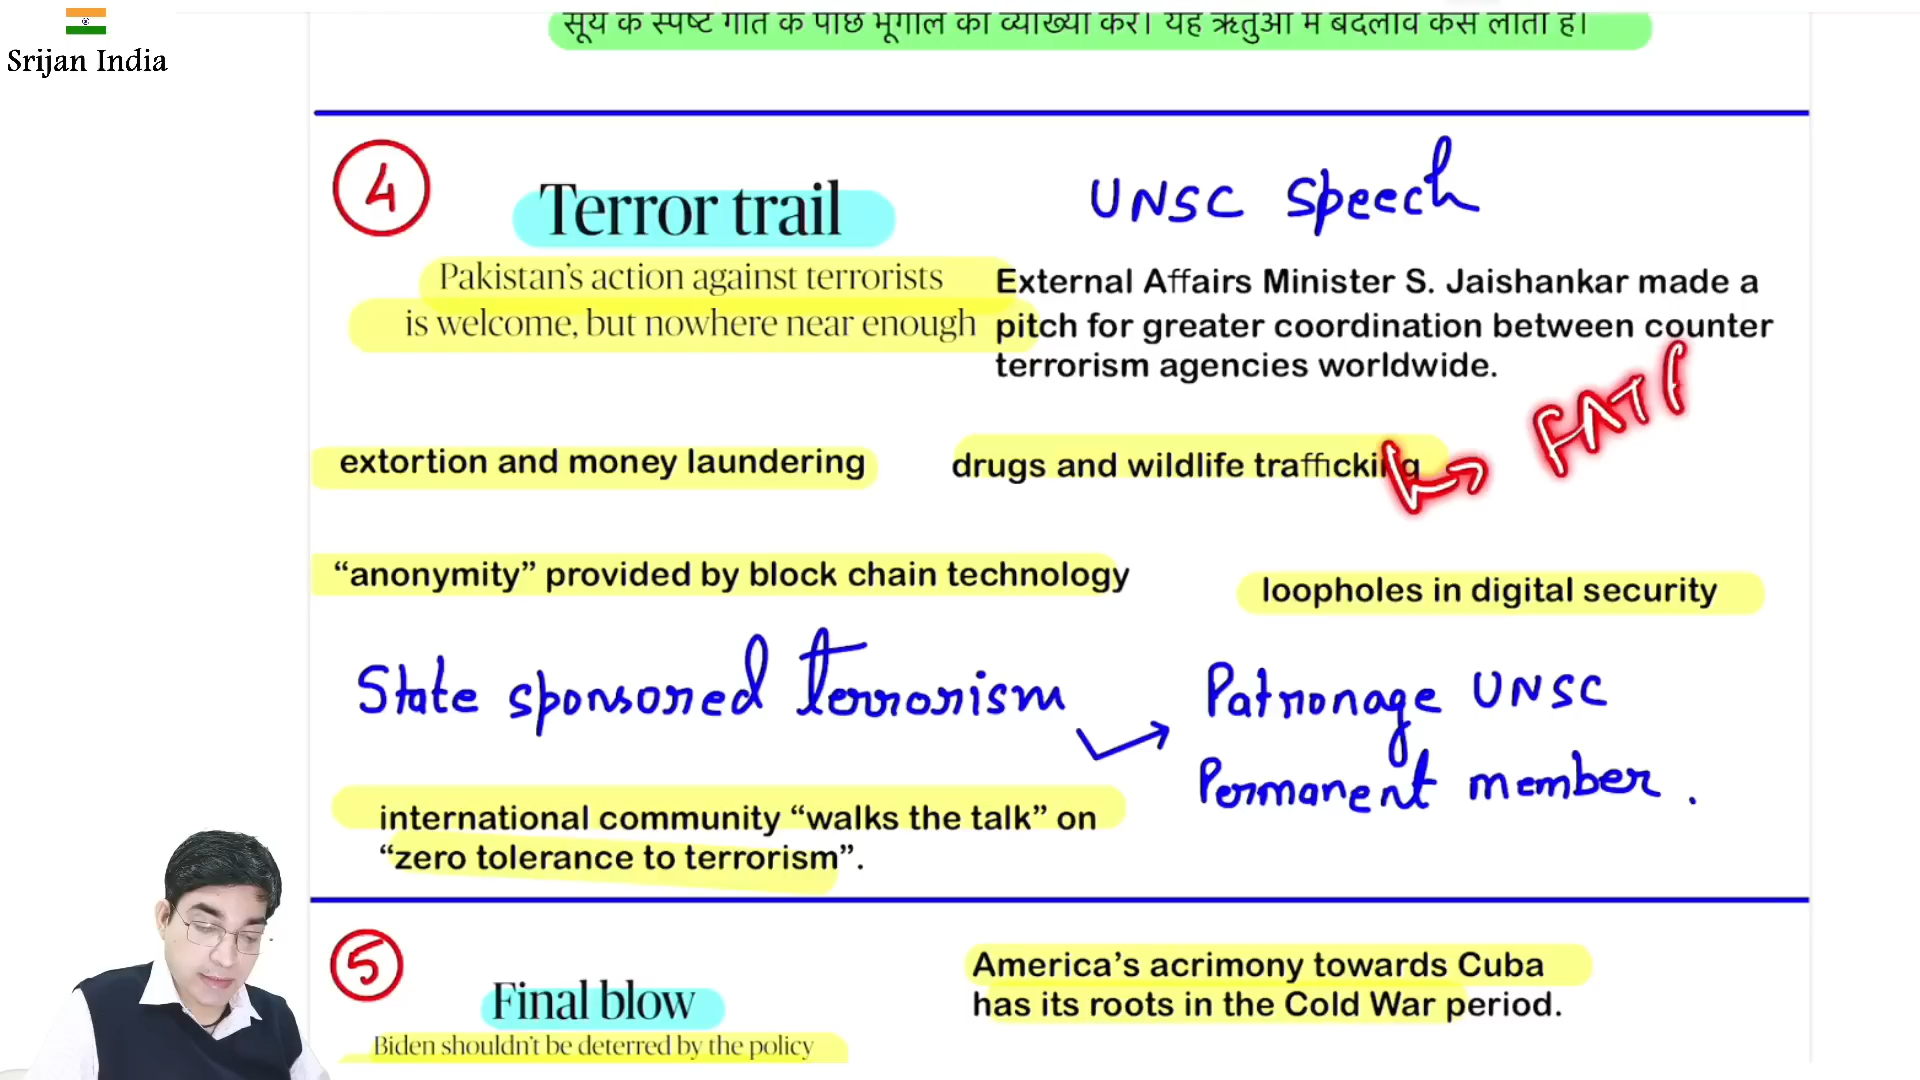 Srijan India
सूर्य के स्पष्ट गति के पीछे भूगोल की व्याख्या करें। यह ऋतुओं में बदलाव कैसे लाता है।
4
Terror trail
UNSC Speech
Pakistan's action against terrorists
is welcome, but nowhere near enough
External Affairs Minister S. Jaishankar made a
pitch for greater coordination between counter
terrorism agencies worldwide.
FATF
extortion and money laundering
drugs and wildlife trafficking
“anonymity” provided by block chain technology
loopholes in digital security
State sponsored terrorism
Patronage UNSC
Permanent member.
international community “walks the talk” on
“zero tolerance to terrorism”.
5
Final blow
Biden shouldn't be deterred by the policy
America's acrimony towards Cuba
has its roots in the Cold War period.